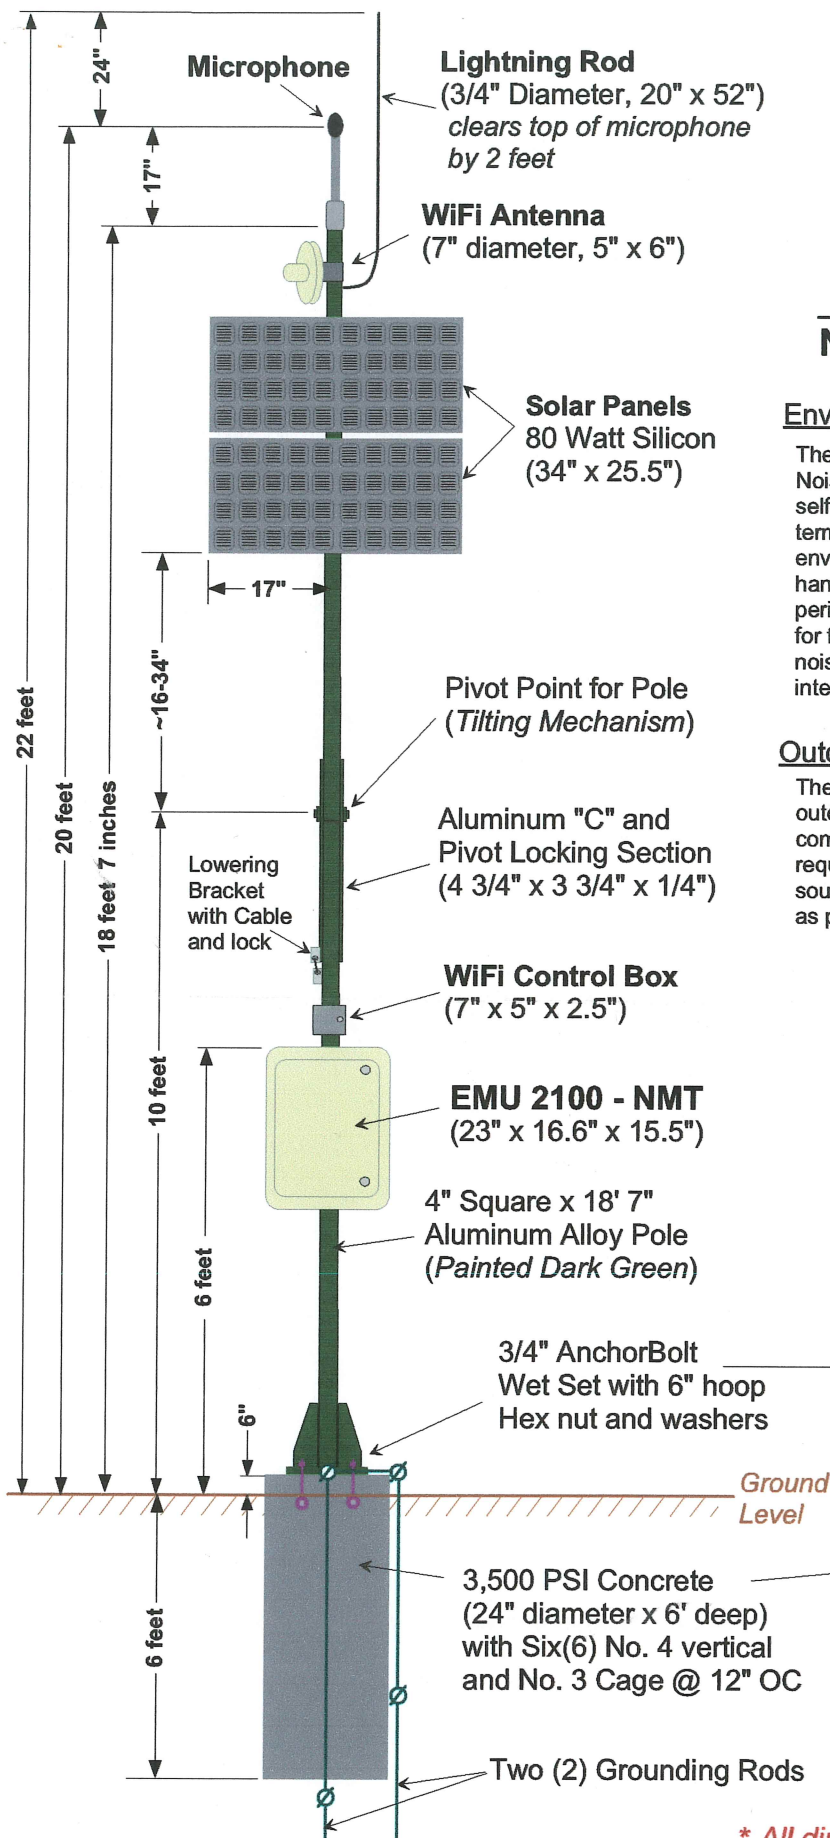 24"
Microphone
Lightning Rod
(3/4" Diameter, 20" x 52")
clears top of microphone
by 2 feet
17"
WiFi Antenna
(7" diameter, 5" x 6")
Solar Panels
80 Watt Silicon
(34" x 25.5")
17"
~16-34"
22 feet
20 feet
18 feet 7 inches
Pivot Point for Pole
(Tilting Mechanism)
Aluminum "C" and
Pivot Locking Section
(4 3/4" x 3 3/4" x 1/4")
Lowering
Bracket
with Cable
and lock
WiFi Control Box
(7" x 5" x 2.5")
10 feet
EMU 2100 - NMT
(23" x 16.6" x 15.5")
4" Square x 18' 7"
Aluminum Alloy Pole
(Painted Dark Green)
6 feet
3/4" AnchorBolt
Wet Set with 6" hoop
Hex nut and washers
6"
Ground
Level
3,500 PSI Concrete
(24" diameter x 6' deep)
with Six(6) No. 4 vertical
and No. 3 Cage @ 12" OC
6 feet
Two (2) Grounding Rods
Env
The
Nois
self
tern
env
han
peri
for t
nois
inte
Outd
The
outd
com
requ
sou
as p
* All di